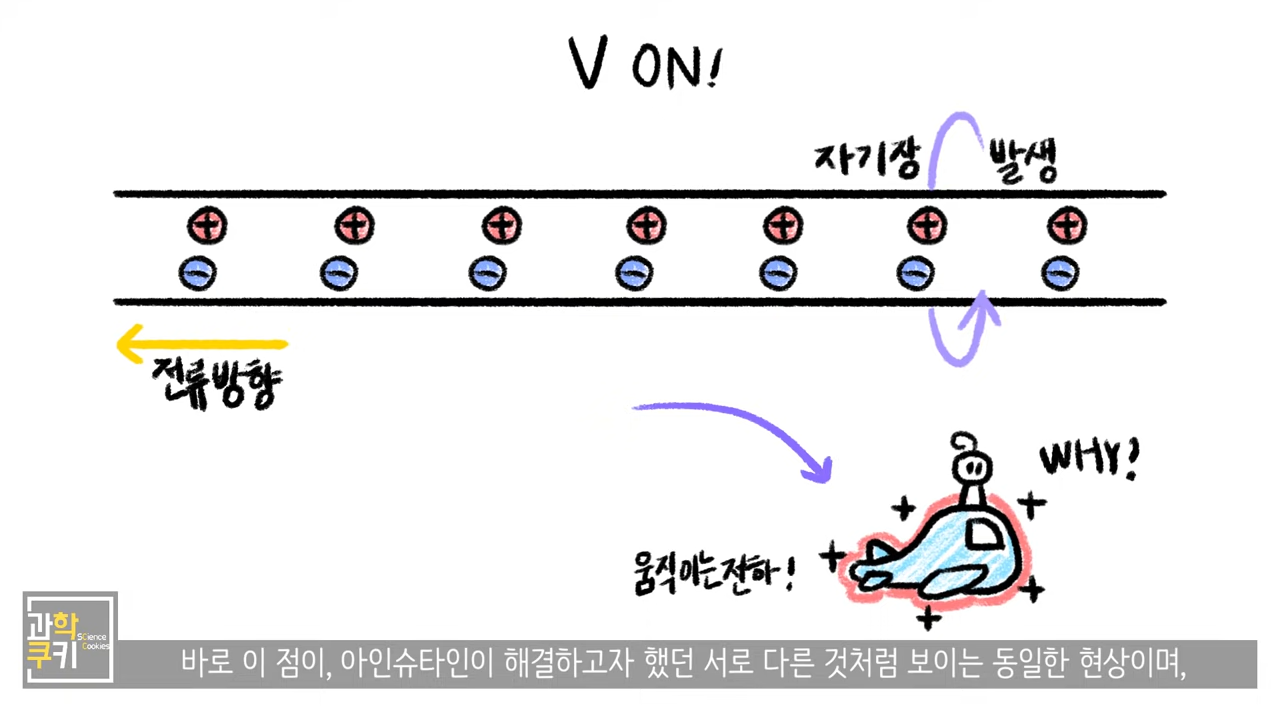 V ON!
자기장 발생
+ + + + + + +
- - - - - - -
전류방향
WHY?
움직이는전하!
과학
쿠키
SCience
Cookies
바로 이 점이, 아인슈타인이 해결하고자 했던 서로 다른 것처럼 보이는 동일한 현상이며,